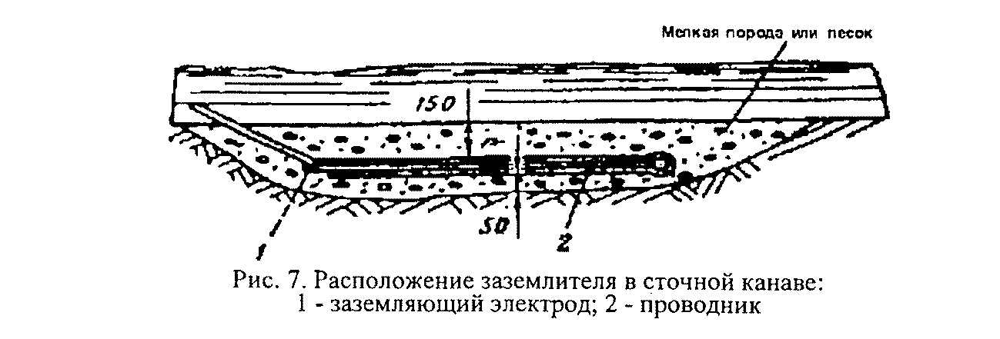 Мелкая порода или песок
150
50
1
2
Рис. 7. Расположение заземлителя в сточной канаве:
1 - заземляющий электрод; 2 - проводник